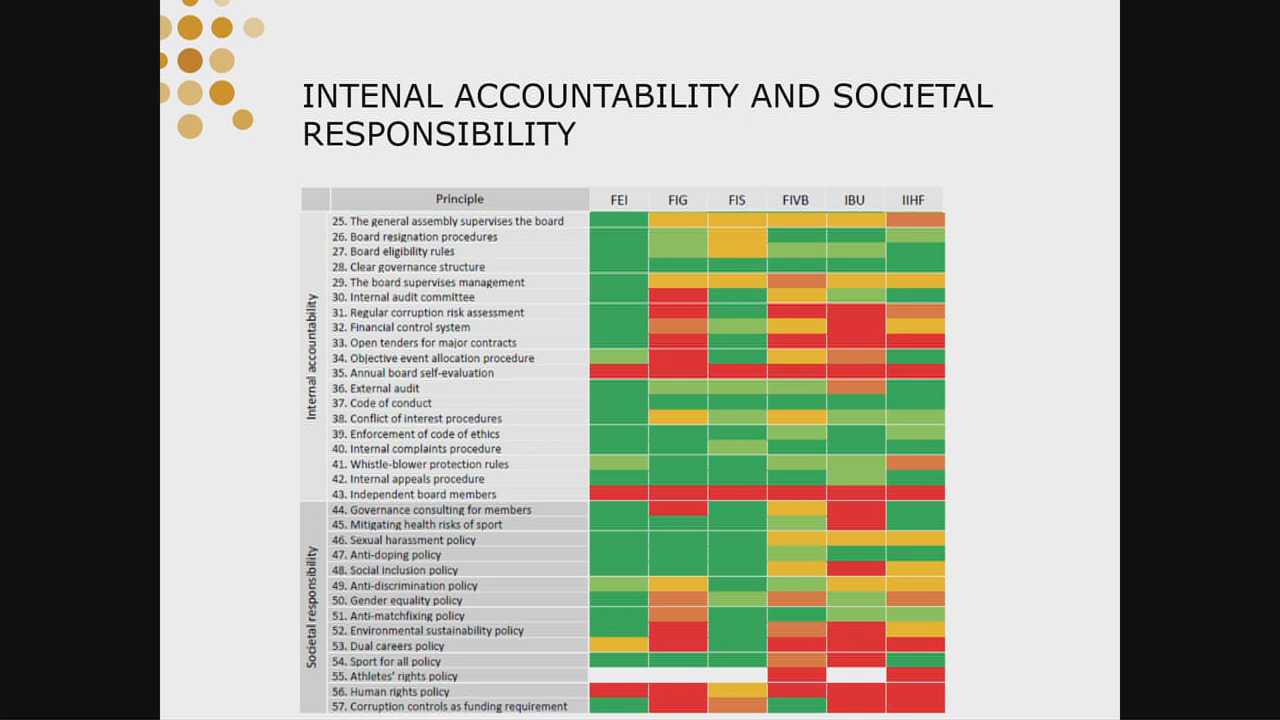 INTENAL ACCOUNTABILITY AND SOCIETAL
RESPONSIBILITY
Principle FEI FIG FIS FIVB IBU IIHF
Internal accountability
25. The general assembly supervises the board
26. Board resignation procedures
27. Board eligibility rules
28. Clear governance structure
29. The board supervises management
30. Internal audit committee
31. Regular corruption risk assessment
32. Financial control system
33. Open tenders for major contracts
34. Objective event allocation procedure
35. Annual board self-evaluation
36. External audit
37. Code of conduct
38. Conflict of interest procedures
39. Enforcement of code of ethics
40. Internal complaints procedure
41. Whistle-blower protection rules
42. Internal appeals procedure
43. Independent board members
Societal responsibility
44. Governance consulting for members
45. Mitigating health risks of sport
46. Sexual harassment policy
47. Anti-doping policy
48. Social inclusion policy
49. Anti-discrimination policy
50. Gender equality policy
51. Anti-matchfixing policy
52. Environmental sustainability policy
53. Dual careers policy
54. Sport for all policy
55. Athletes' rights policy
56. Human rights policy
57. Corruption controls as funding requirement